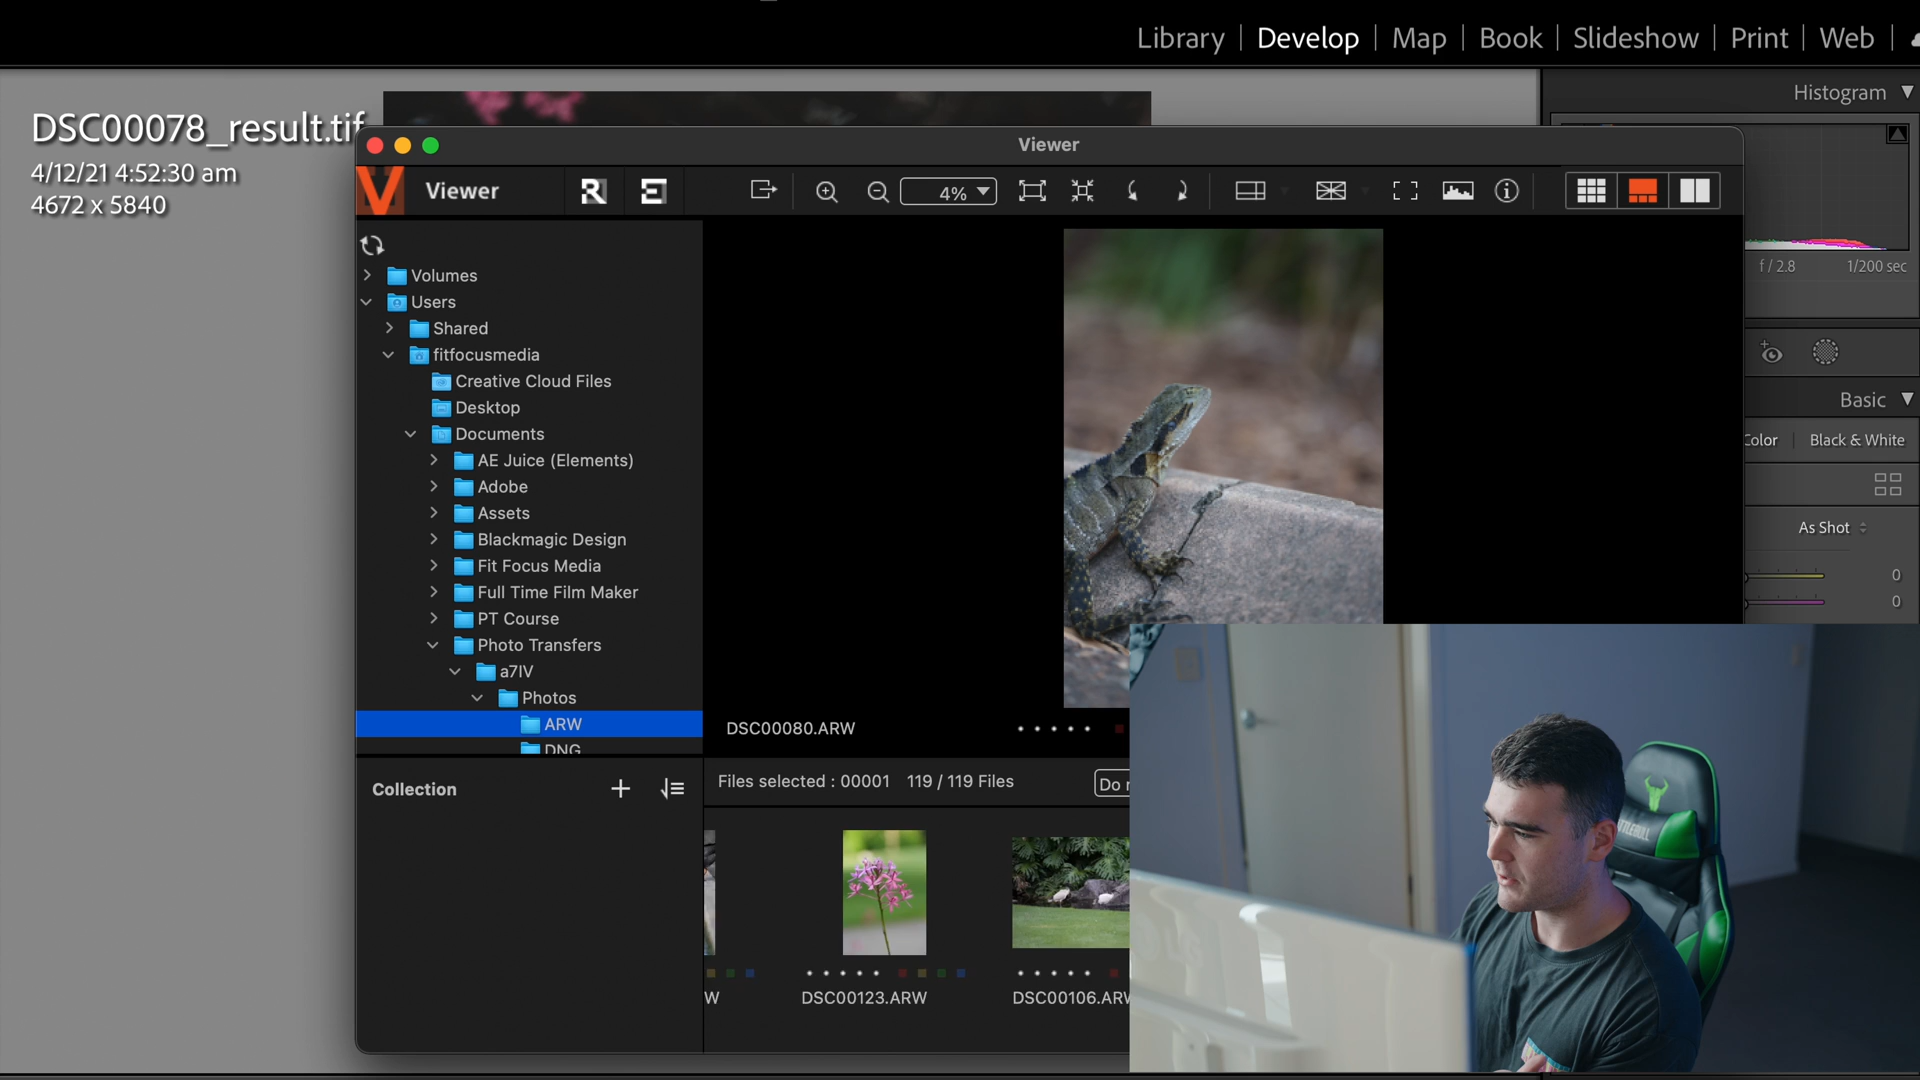 Library | Develop | Map | Book | Slideshow | Print | Web |
Histogram
DSC00078_result.tif
4/12/21 4:52:30 am
4672 x 5840
Viewer
Viewer
R
E
4%
f / 2.8
1/200 sec
Volumes
Users
Shared
fitfocusmedia
Creative Cloud Files
Desktop
Documents
AE Juice (Elements)
Adobe
Assets
Blackmagic Design
Fit Focus Media
Full Time Film Maker
PT Course
Photo Transfers
a7IV
Photos
ARW
DNG
Basic
Color
Black & White
As Shot
0
0
DSC00080.ARW
Collection
Files selected : 00001 119 / 119 Files
Do
W
DSC00123.ARW
DSC00106.ARW